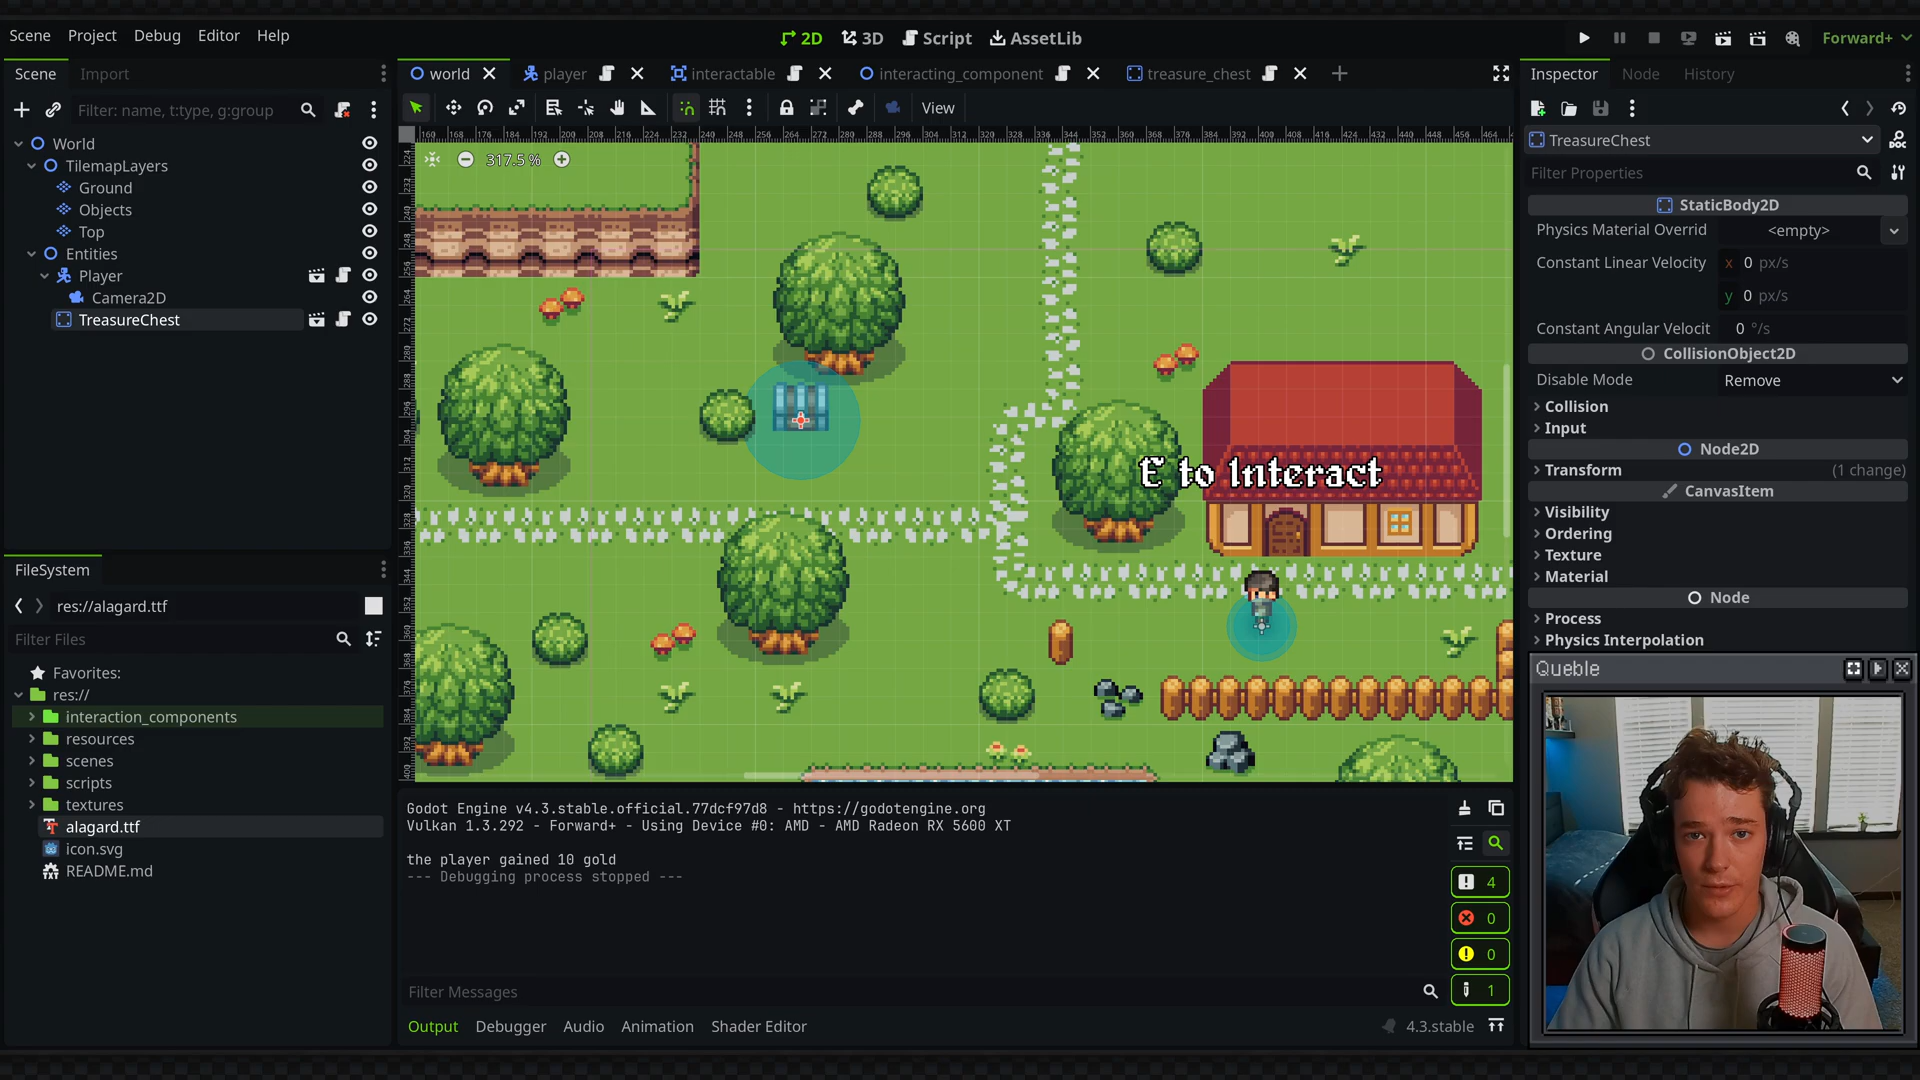 Scene Project Debug Editor Help
2D 3D Script AssetLib
Forward+
Scene Import
Filter: name, t:type, g:group
World
TilemapLayers
Ground
Objects
Top
Entities
Player
Camera2D
TreasureChest
FileSystem
res://alagard.ttf
Filter Files
Favorites:
res://
interaction_components
resources
scenes
scripts
textures
alagard.ttf
icon.svg
README.md
world player interactable interacting_component treasure_chest
View
317.5 %
E to Interact
Godot Engine v4.3.stable.official.77dcf97d8 - https://godotengine.org
Vulkan 1.3.292 - Forward+ - Using Device #0: AMD - AMD Radeon RX 5600 XT
the player gained 10 gold
--- Debugging process stopped ---
4
0
0
1
Filter Messages
Output Debugger Audio Animation Shader Editor
4.3.stable
Inspector Node History
TreasureChest
Filter Properties
StaticBody2D
Physics Material Overrid <empty>
Constant Linear Velocity x 0 px/s
y 0 px/s
Constant Angular Velocit 0 °/s
CollisionObject2D
Disable Mode Remove
Collision
Input
Node2D
Transform (1 change)
CanvasItem
Visibility
Ordering
Texture
Material
Node
Process
Physics Interpolation
Queble